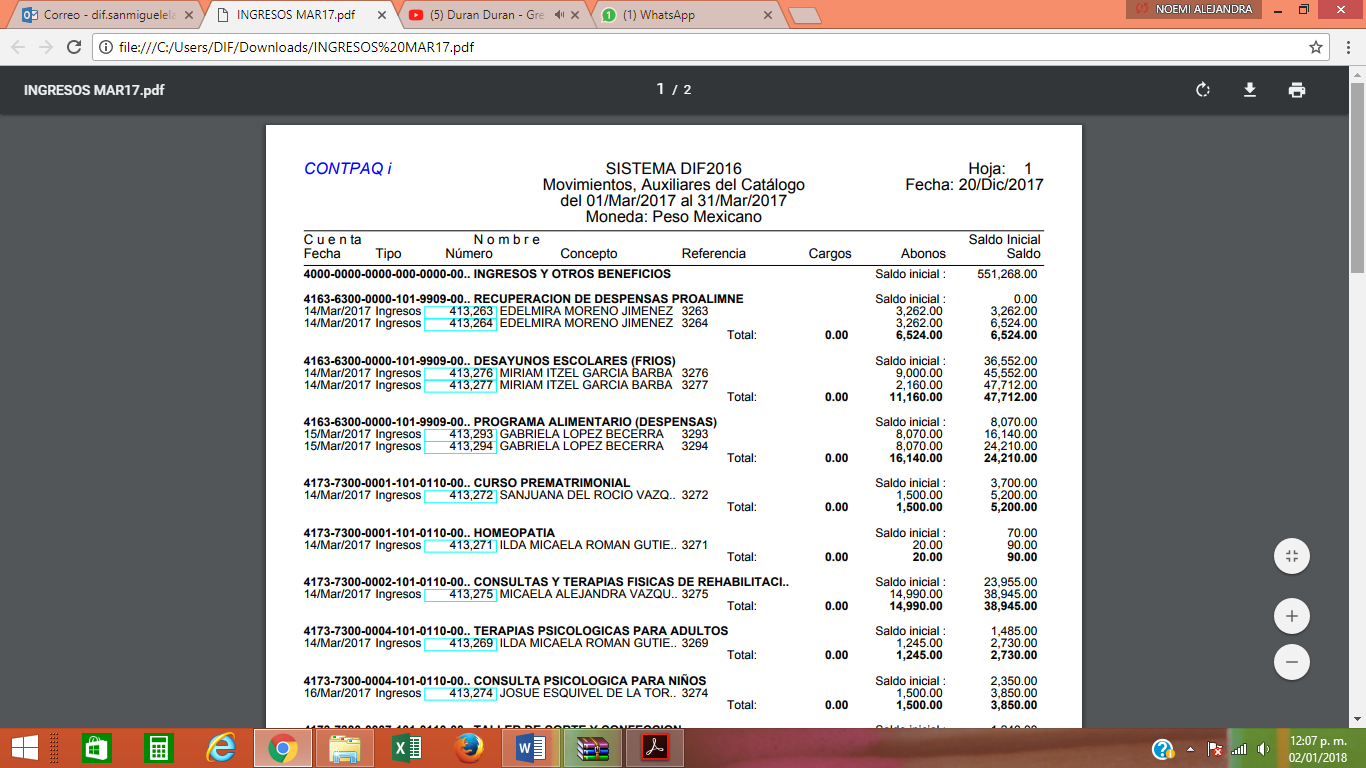 Correo - dif.sanmiguelel
INGRESOS MAR17.pdf
(5) Duran Duran - Gre
(1) WhatsApp
NOEMI ALEJANDRA
file:///C:/Users/DIF/Downloads/INGRESOS%20MAR17.pdf
INGRESOS MAR17.pdf 1 / 2
CONTPAQ i SISTEMA DIF2016 Hoja: 1
Movimientos, Auxiliares del Catálogo Fecha: 20/Dic/2017
del 01/Mar/2017 al 31/Mar/2017
Moneda: Peso Mexicano
C u e n t a N o m b r e Saldo Inicial
Fecha Tipo Número Concepto Referencia Cargos Abonos Saldo
4000-0000-0000-000-0000-00.. INGRESOS Y OTROS BENEFICIOS Saldo inicial : 551,268.00
4163-6300-0000-101-9909-00.. RECUPERACION DE DESPENSAS PROALIMNE Saldo inicial : 0.00
14/Mar/2017 Ingresos 413,263 EDELMIRA MORENO JIMENEZ 3263 3,262.00 3,262.00
14/Mar/2017 Ingresos 413,264 EDELMIRA MORENO JIMENEZ 3264 3,262.00 6,524.00
Total: 0.00 6,524.00 6,524.00
4163-6300-0000-101-9909-00.. DESAYUNOS ESCOLARES (FRIOS) Saldo inicial : 36,552.00
14/Mar/2017 Ingresos 413,276 MIRIAM ITZEL GARCIA BARBA 3276 9,000.00 45,552.00
14/Mar/2017 Ingresos 413,277 MIRIAM ITZEL GARCIA BARBA 3277 2,160.00 47,712.00
Total: 0.00 11,160.00 47,712.00
4163-6300-0000-101-9909-00.. PROGRAMA ALIMENTARIO (DESPENSAS) Saldo inicial : 8,070.00
15/Mar/2017 Ingresos 413,293 GABRIELA LOPEZ BECERRA 3293 8,070.00 16,140.00
15/Mar/2017 Ingresos 413,294 GABRIELA LOPEZ BECERRA 3294 8,070.00 24,210.00
Total: 0.00 16,140.00 24,210.00
4173-7300-0001-101-0110-00.. CURSO PREMATRIMONIAL Saldo inicial : 3,700.00
14/Mar/2017 Ingresos 413,272 SANJUANA DEL ROCIO VAZQ.. 3272 1,500.00 5,200.00
Total: 0.00 1,500.00 5,200.00
4173-7300-0001-101-0110-00.. HOMEOPATIA Saldo inicial : 70.00
14/Mar/2017 Ingresos 413,271 ILDA MICAELA ROMAN GUTIE.. 3271 20.00 90.00
Total: 0.00 20.00 90.00
4173-7300-0002-101-0110-00.. CONSULTAS Y TERAPIAS FISICAS DE REHABILITACI.. Saldo inicial : 23,955.00
14/Mar/2017 Ingresos 413,275 MICAELA ALEJANDRA VAZQU.. 3275 14,990.00 38,945.00
Total: 0.00 14,990.00 38,945.00
4173-7300-0004-101-0110-00.. TERAPIAS PSICOLOGICAS PARA ADULTOS Saldo inicial : 1,485.00
14/Mar/2017 Ingresos 413,269 ILDA MICAELA ROMAN GUTIE.. 3269 1,245.00 2,730.00
Total: 0.00 1,245.00 2,730.00
4173-7300-0004-101-0110-00.. CONSULTA PSICOLOGICA PARA NIÑOS Saldo inicial : 2,350.00
16/Mar/2017 Ingresos 413,274 JOSUE ESQUIVEL DE LA TOR.. 3274 1,500.00 3,850.00
Total: 0.00 1,500.00 3,850.00
12:07 p. m.
02/01/2018